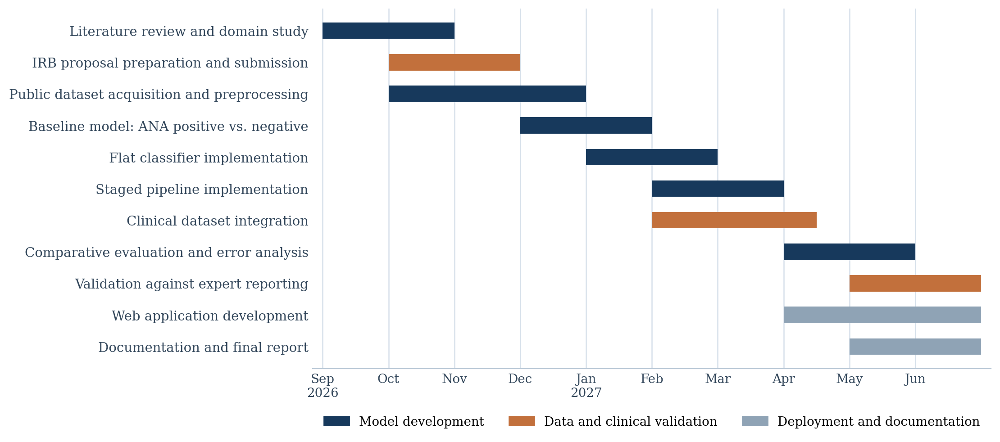 Literature review and domain study
IRB proposal preparation and submission
Public dataset acquisition and preprocessing
Baseline model: ANA positive vs. negative
Flat classifier implementation
Staged pipeline implementation
Clinical dataset integration
Comparative evaluation and error analysis
Validation against expert reporting
Web application development
Documentation and final report
Sep Oct Nov Dec Jan Feb Mar Apr May Jun
2026 2027
Model development Data and clinical validation Deployment and documentation